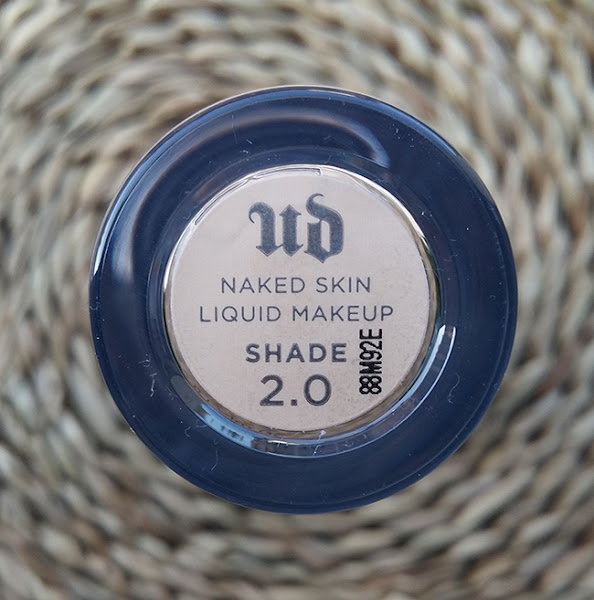 ud
NAKED SKIN
LIQUID MAKEUP
SHADE
2.0
88M92E